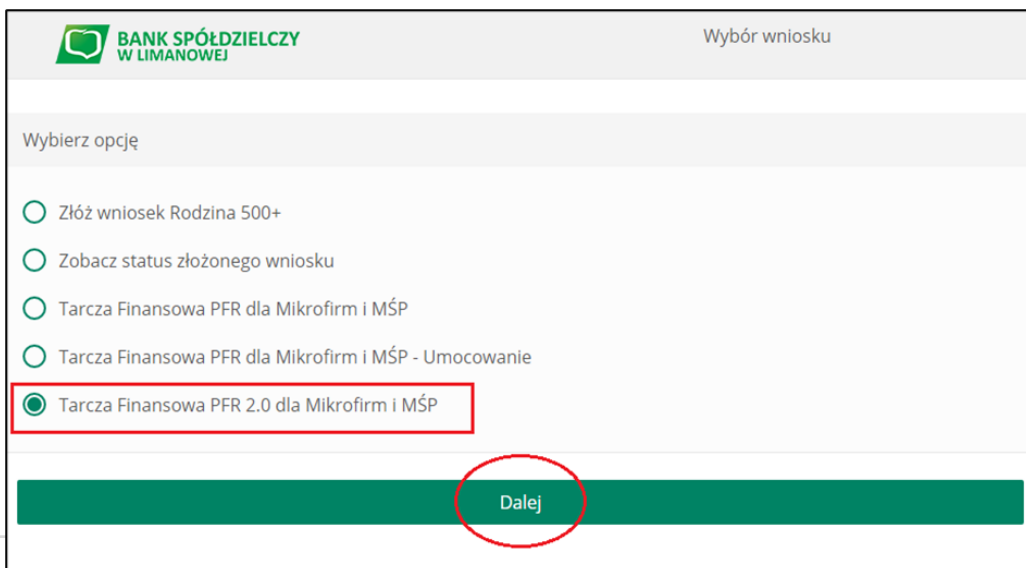 BANK SPÓŁDZIELCZY
W LIMANOWEJ
Wybór wniosku
Wybierz opcję
Złóż wniosek Rodzina 500+
Zobacz status złożonego wniosku
Tarcza Finansowa PFR dla Mikrofirm i MŚP
Tarcza Finansowa PFR dla Mikrofirm i MŚP - Umocowanie
Tarcza Finansowa PFR 2.0 dla Mikrofirm i MŚP
Dalej